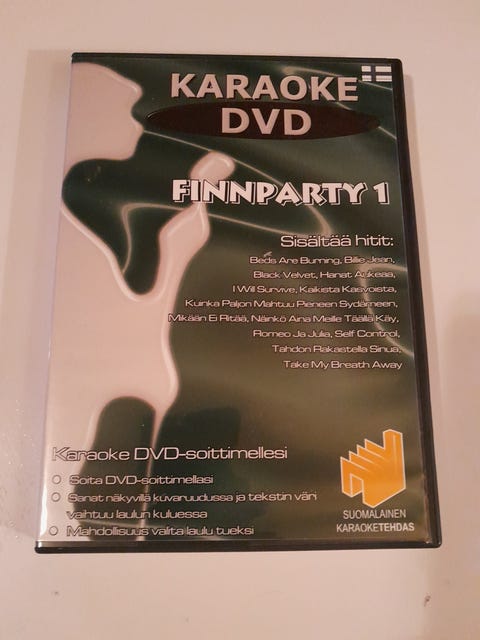 KARAOKE
DVD
FINNPARTY 1
Sisältää hitit:
Beds Are Burning, Billie Jean,
Black Velvet, Hanat Aukeaa,
I Will Survive, Kaikista Kasvoista,
Kuinka Paljon Mahtuu Pieneen Sydämeen,
Mikään Ei Riitää, Näinkö Aina Meille Täällä Käy,
Romeo Ja Julia, Self Control,
Tahdon Rakastella Sinua,
Take My Breath Away
Karaoke DVD-soittimellesi
Soita DVD-soittimellasi
Sanat näkyvillä kuvaruudussa ja tekstin väri
vaihtuu laulun kuluessa
Mahdollisuus valita laulu tueksi
SUOMALAINEN
KARAOKETEHDAS